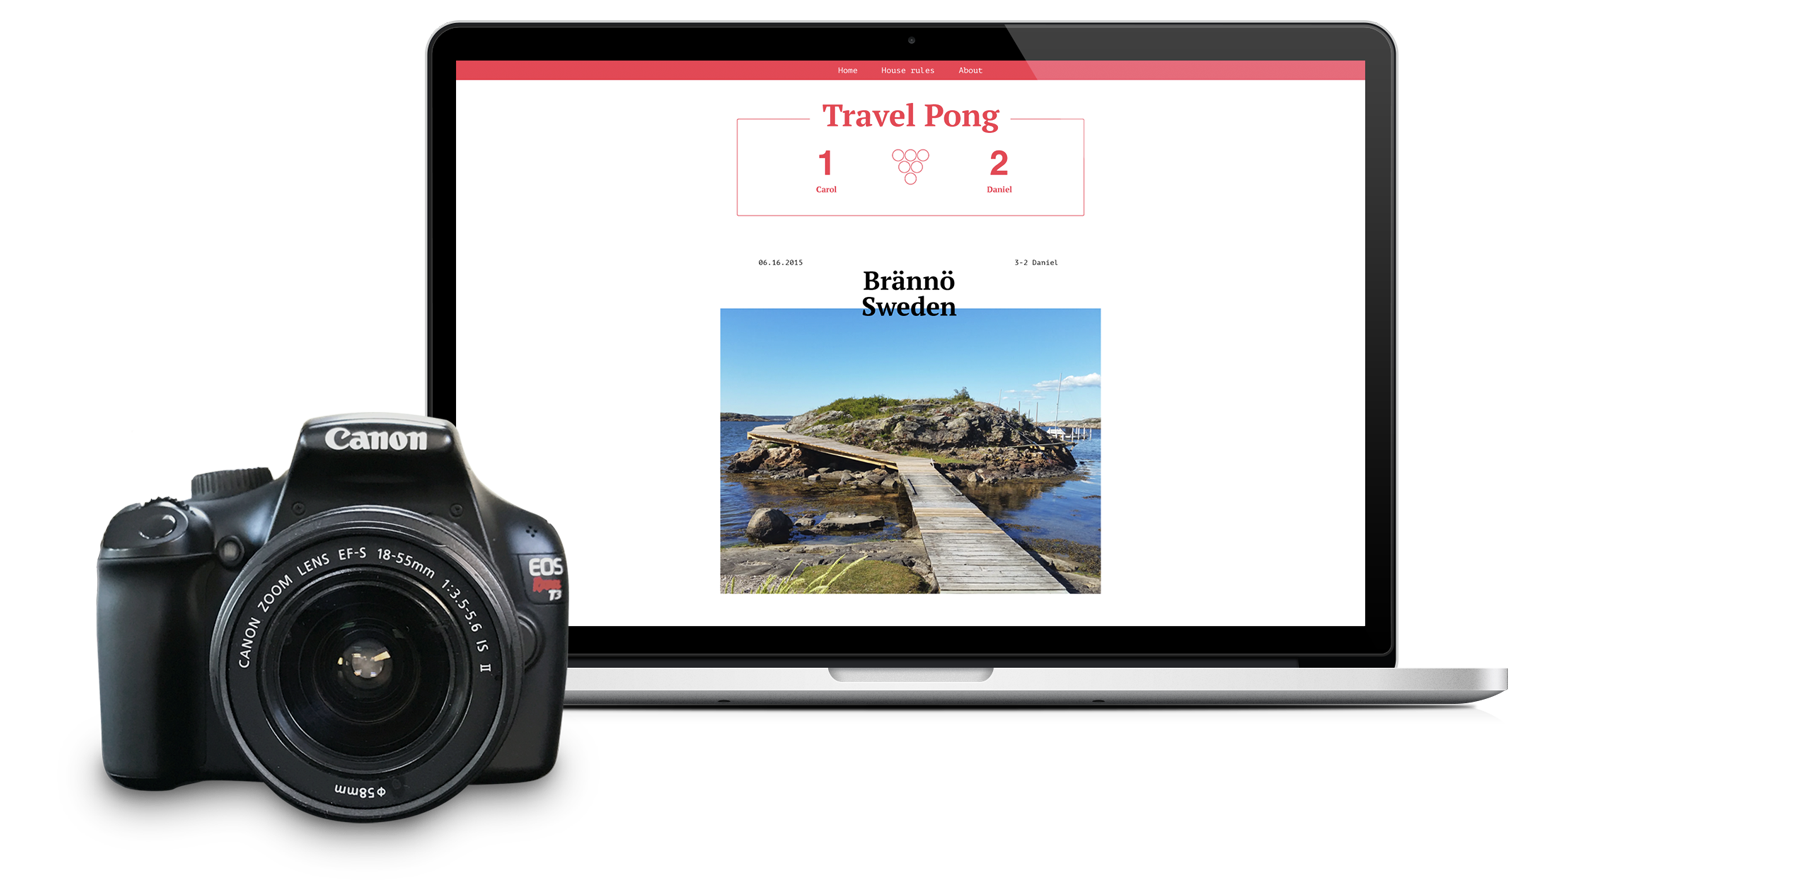 Home House rules About
Travel Pong
1 2
Carol Daniel
06.16.2015 3-2 Daniel
Brännö
Sweden
Canon
EOS
Rebel
T3
CANON ZOOM LENS EF-S 18-55mm 1:3.5-5.6 IS II
φ58mm